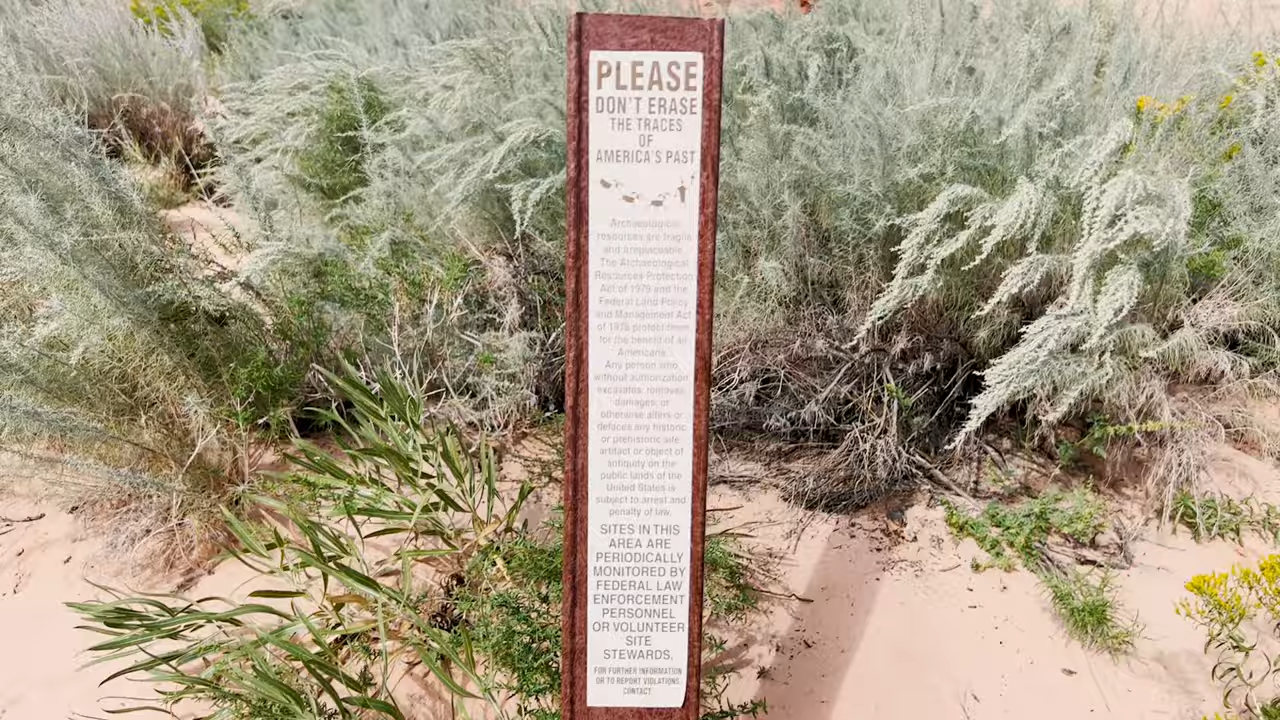 PLEASE
DON'T ERASE
THE TRACES
OF
AMERICA'S PAST
Archaeological
resources are fragile
and irreplaceable.
The Archaeological
Resources Protection
Act of 1979 and the
Federal Land Policy
and Management Act
of 1976 protect them
for the benefit of all
Americans.
Any person who
without authorization
excavates, removes,
damages, or
otherwise alters or
defaces any historic
or prehistoric site
artifact or object of
antiquity on the
public lands of the
United States is
subject to arrest and
penalty of law.
SITES IN THIS
AREA ARE
PERIODICALLY
MONITORED BY
FEDERAL LAW
ENFORCEMENT
PERSONNEL
OR VOLUNTEER
SITE
STEWARDS.
FOR FURTHER INFORMATION
OR TO REPORT VIOLATIONS
CONTACT